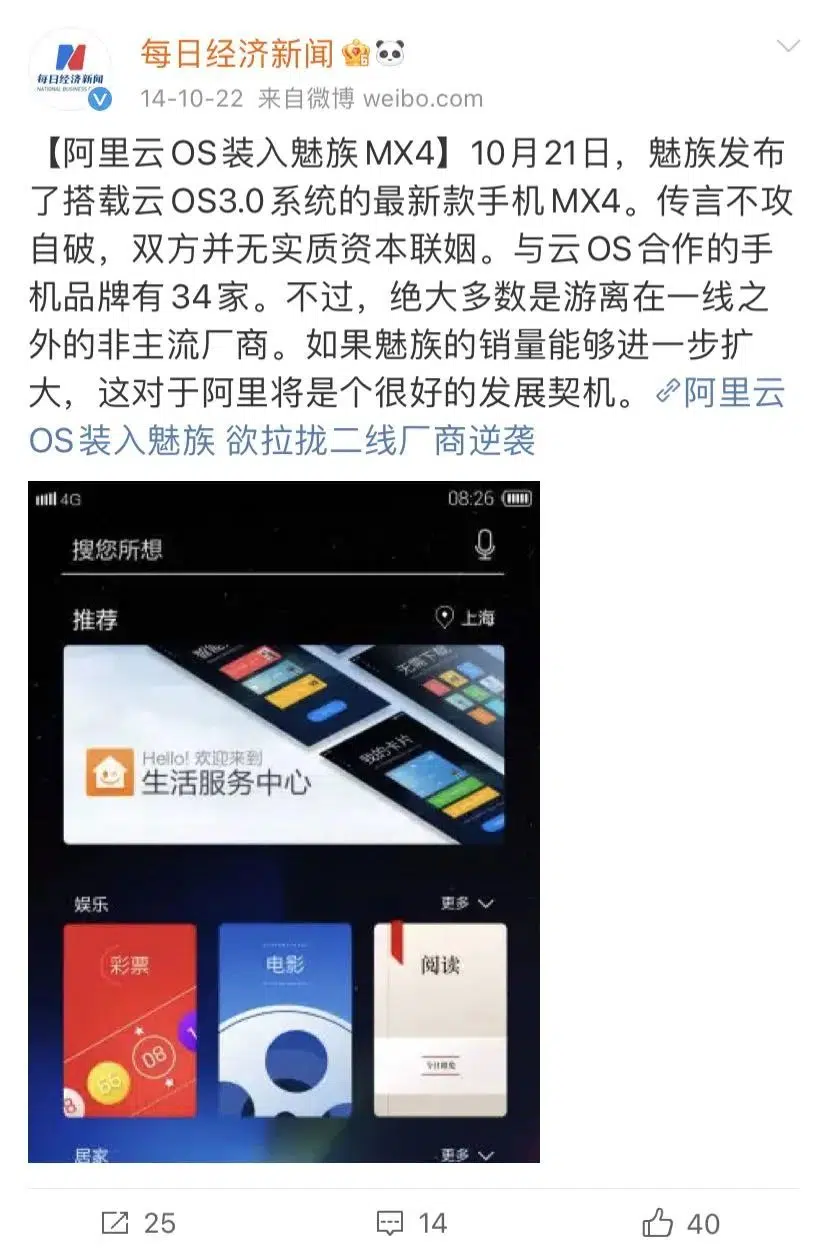 每日经济新闻
每日经济新闻
14-10-22 来自微博 weibo.com
【阿里云OS装入魅族MX4】10月21日，魅族发布
了搭载云OS3.0系统的最新款手机MX4。传言不攻
自破，双方并无实质资本联姻。与云OS合作的手
机品牌有34家。不过，绝大多数是游离在一线之
外的非主流厂商。如果魅族的销量能够进一步扩
大，这对于阿里将是个很好的发展契机。阿里云
OS装入魅族 欲拉拢二线厂商逆袭
4G 08:26
搜您所想
推荐 上海
无需下载
我的卡片
Hello! 欢迎来到
生活服务中心
娱乐 更多
彩票 电影 阅读
08
66
8
居家 更多
25 14 40